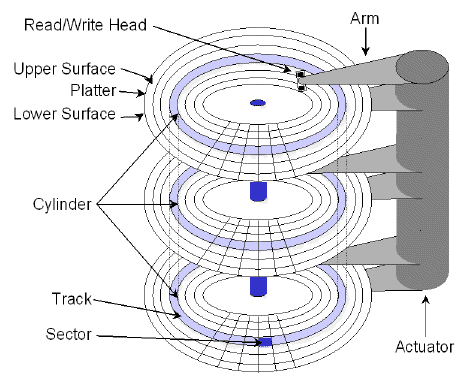 Read/Write Head
Arm
Upper Surface
Platter
Lower Surface
Cylinder
Track
Sector
Actuator